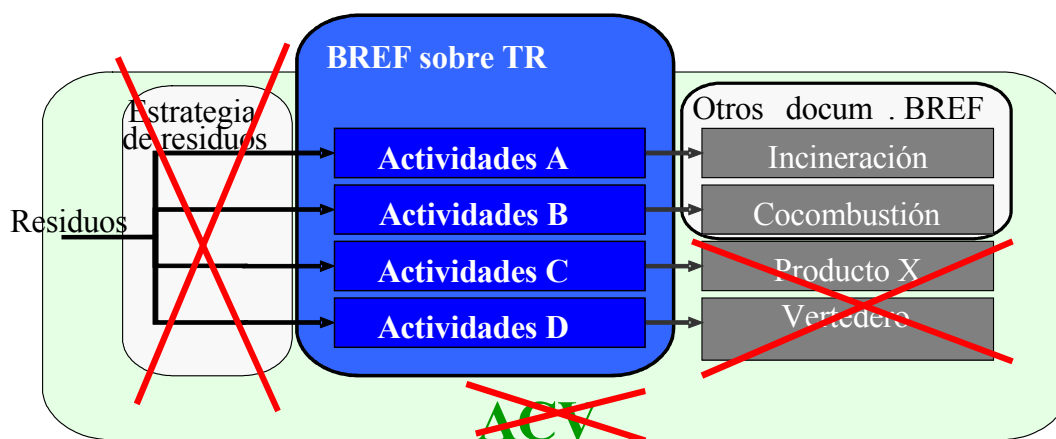 BREF sobre TR
Estrategia
de residuos
Otros docum . BREF
Residuos
Actividades A
Incineración
Actividades B
Cocombustión
Actividades C
Producto X
Actividades D
Vertedero
ACV